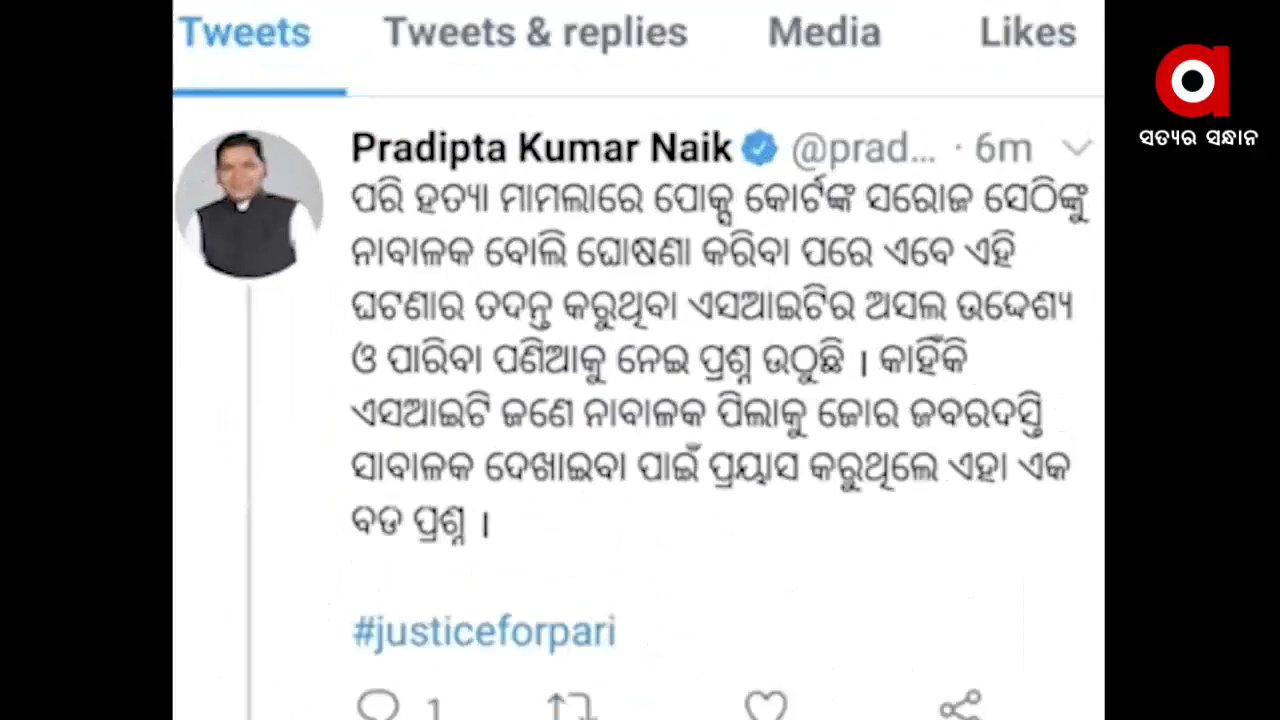 Tweets Tweets & replies Media Likes
ସତ୍ୟର ସନ୍ଧାନ
Pradipta Kumar Naik @prad... · 6m
ପରି ହତ୍ୟା ମାମଲାରେ ପୋକ୍ସ କୋର୍ଟଙ୍କ ସରୋଜ ସେଠିଙ୍କୁ
ନାବାଳକ ବୋଲି ଘୋଷଣା କରିବା ପରେ ଏବେ ଏହି
ଘଟଣାର ତଦନ୍ତ କରୁଥିବା ଏସଆଇଟିର ଅସଲ ଉଦ୍ଦେଶ୍ୟ
ଓ ପାରିବା ପଣିଆକୁ ନେଇ ପ୍ରଶ୍ନ ଉଠୁଛି । କାହିଁକି
ଏସଆଇଟି ଜଣେ ନାବାଳକ ପିଲାକୁ ଜୋର ଜବରଦସ୍ତି
ସାବାଳକ ଦେଖାଇବା ପାଇଁ ପ୍ରୟାସ କରୁଥିଲେ ଏହା ଏକ
ବଡ ପ୍ରଶ୍ନ ।
#justiceforpari
1